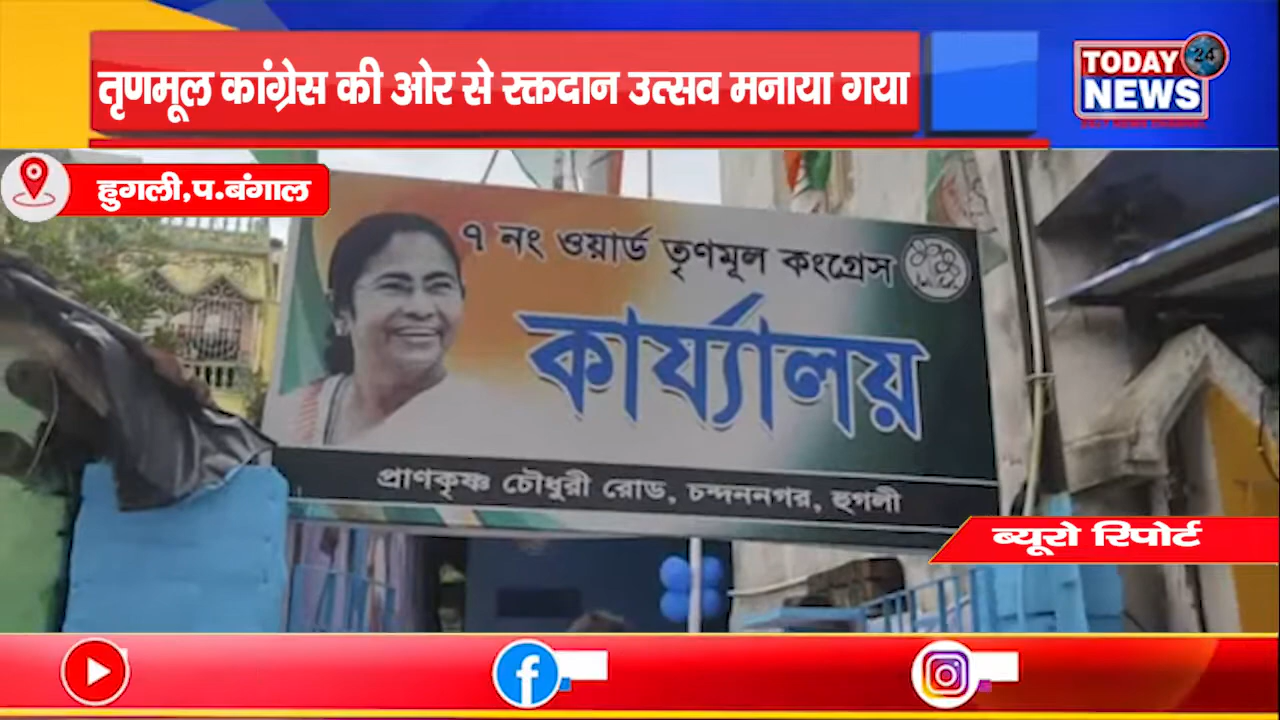 तृणमूल कांग्रेस की ओर से रक्तदान उत्सव मनाया गया
TODAY 24
NEWS
हुगली,प.बंगाल
৭ নং ওয়ার্ড তৃণমূল কংগ্রেস
কার্য্যালয়
প্রাণকৃষ্ণ চৌধুরী রোড, চন্দননগর, হুগলী
ब्यूरो रिपोर्ट